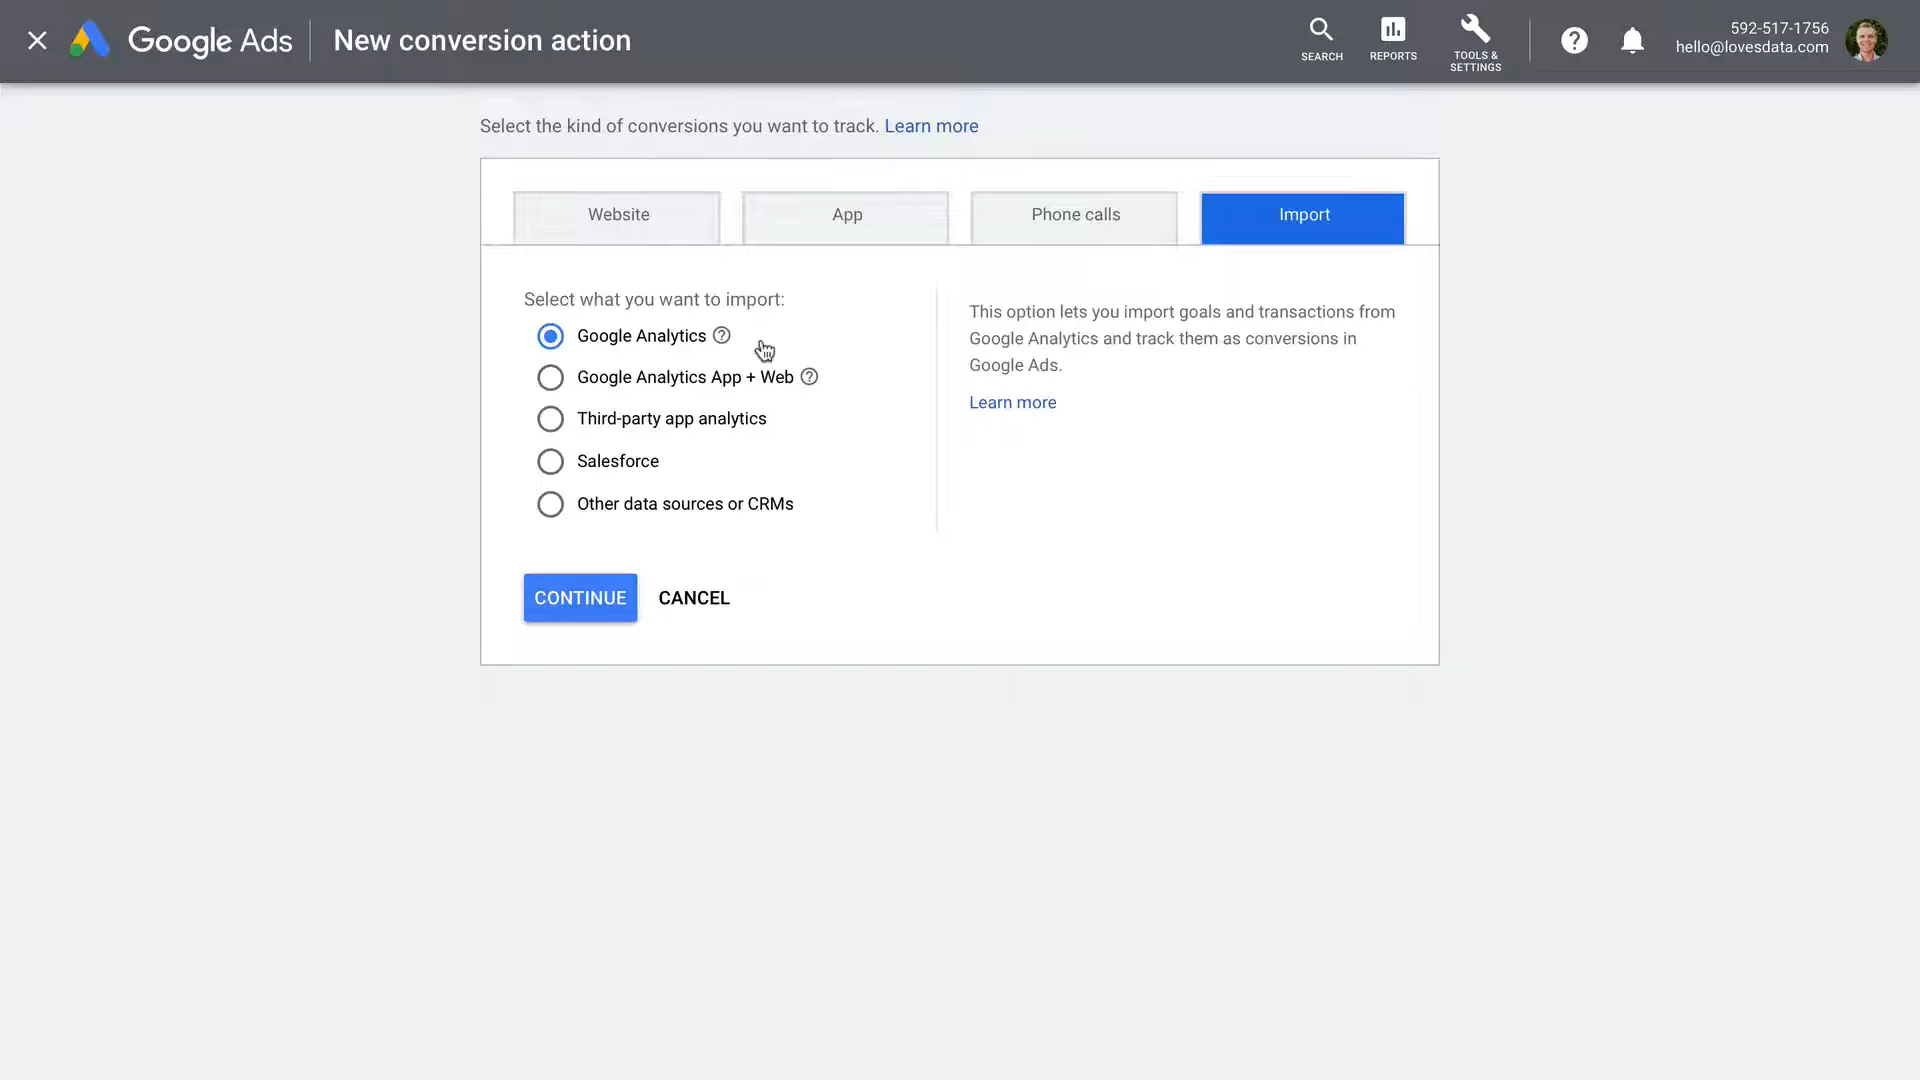 Google Ads
New conversion action
SEARCH
REPORTS
TOOLS &
SETTINGS
592-517-1756
hello@lovesdata.com
Select the kind of conversions you want to track. Learn more
Website
App
Phone calls
Import
Select what you want to import:
Google Analytics
Google Analytics App + Web
Third-party app analytics
Salesforce
Other data sources or CRMs
This option lets you import goals and transactions from
Google Analytics and track them as conversions in
Google Ads.
Learn more
CONTINUE
CANCEL